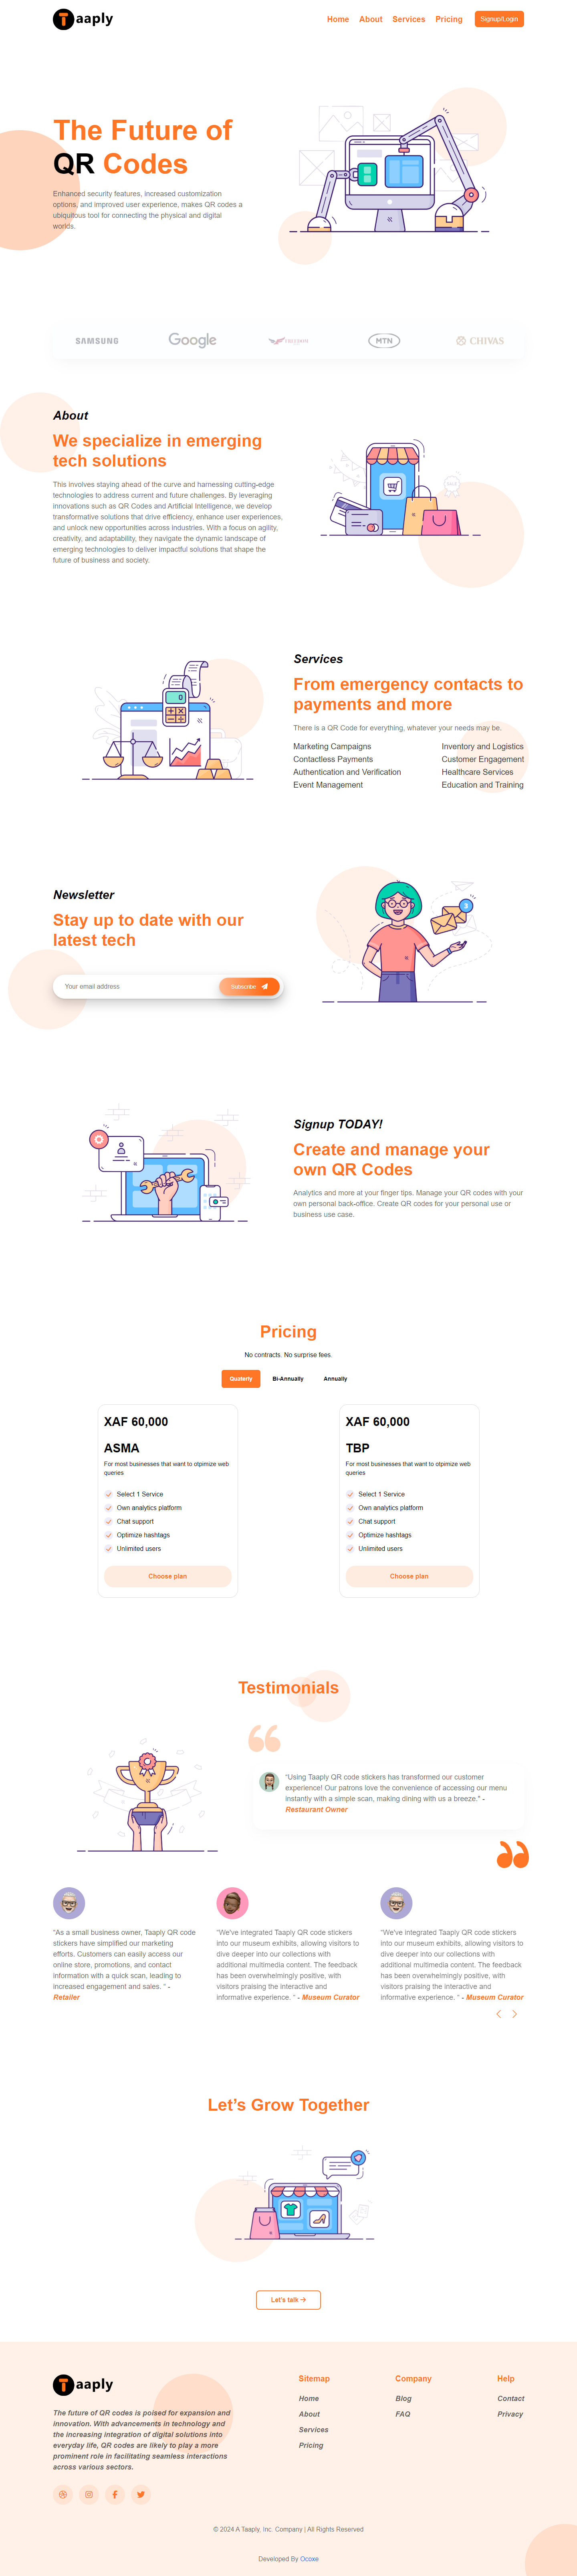 Taaply
Home
About
Services
Pricing
Signup/Login
The Future of
QR Codes
Enhanced security features, increased customization
options, and improved user experience, makes QR codes a
ubiquitous tool for connecting the physical and digital
worlds.
SAMSUNG
Google
MTN
CHIVAS
About
We specialize in emerging
tech solutions
This involves staying ahead of the curve and harnessing cutting-edge
technologies to address current and future challenges. By leveraging
innovations such as QR Codes and Artificial Intelligence, we develop
transformative solutions that drive efficiency, enhance user experiences,
and unlock new opportunities across industries. With a focus on agility,
creativity, and adaptability, they navigate the dynamic landscape of
emerging technologies to deliver impactful solutions that shape the
future of business and society.
0
Services
From emergency contacts to
payments and more
There is a QR Code for everything, whatever your needs may be.
Marketing Campaigns
Contactless Payments
Authentication and Verification
Event Management
Inventory and Logistics
Customer Engagement
Healthcare Services
Education and Training
Newsletter
Stay up to date with our
latest tech
Your email address
Subscribe
3
Signup TODAY!
Create and manage your
own QR Codes
Analytics and more at your finger tips. Manage your QR codes with your
own personal back-office. Create QR codes for your personal use or
business use case.
Pricing
No contracts. No surprise fees.
Quaterly
Bi-Annually
Annually
XAF 60,000
ASMA
For most businesses that want to otpimize web
queries
Select 1 Service
Own analytics platform
Chat support
Optimize hashtags
Unlimited users
Choose plan
XAF 60,000
TBP
For most businesses that want to otpimize web
queries
Select 1 Service
Own analytics platform
Chat support
Optimize hashtags
Unlimited users
Choose plan
Testimonials
“Using Taaply QR code stickers has transformed our customer
experience! Our patrons love the convenience of accessing our menu
instantly with a simple scan, making dining with us a breeze.” -
Restaurant Owner
“As a small business owner, Taaply QR code
stickers have simplified our marketing
efforts. Customers can easily access our
online store, promotions, and contact
information with a quick scan, leading to
increased engagement and sales. ” -
Retailer
“We've integrated Taaply QR code stickers
into our museum exhibits, allowing visitors to
dive deeper into our collections with
additional multimedia content. The feedback
has been overwhelmingly positive, with
visitors praising the interactive and
informative experience. ” - Museum Curator
“We've integrated Taaply QR code stickers
into our museum exhibits, allowing visitors to
dive deeper into our collections with
additional multimedia content. The feedback
has been overwhelmingly positive, with
visitors praising the interactive and
informative experience. ” - Museum Curator
Let’s Grow Together
Let’s talk
Taaply
The future of QR codes is poised for expansion and
innovation. With advancements in technology and
the increasing integration of digital solutions into
everyday life, QR codes are likely to play a more
prominent role in facilitating seamless interactions
across various sectors.
Sitemap
Home
About
Services
Pricing
Company
Blog
FAQ
Help
Contact
Privacy
© 2024 A Taaply, Inc. Company | All Rights Reserved
Developed By Ocoxe